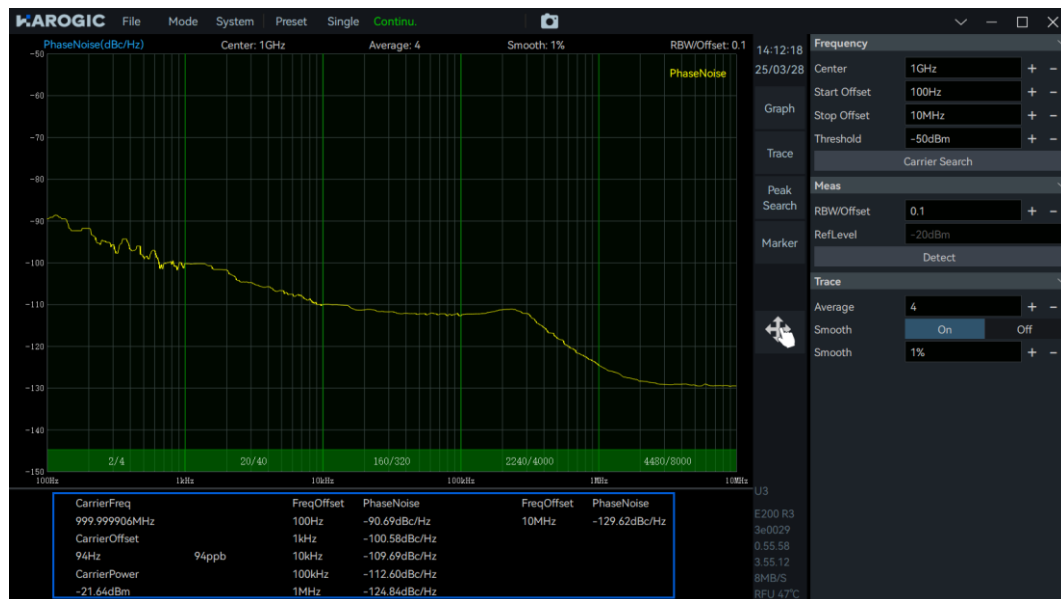 HAROGIC File Mode System Preset Single Continu.
PhaseNoise(dBc/Hz) Center: 1GHz Average: 4 Smooth: 1% RBW/Offset: 0.1
PhaseNoise
-50
-60
-70
-80
-90
-100
-110
-120
-130
-140
-150
2/4 20/40 160/320 2240/4000 4480/8000
100Hz 1kHz 10kHz 100kHz 1MHz 10MHz
CarrierFreq FreqOffset PhaseNoise FreqOffset PhaseNoise
999.999906MHz 100Hz -90.69dBc/Hz 10MHz -129.62dBc/Hz
CarrierOffset 1kHz -100.58dBc/Hz
94Hz 94ppb 10kHz -109.69dBc/Hz
CarrierPower 100kHz -112.60dBc/Hz
-21.64dBm 1MHz -124.84dBc/Hz
14:12:18
25/03/28
Graph
Trace
Peak
Search
Marker
U3
E200 R3
3e0029
0.55.58
3.55.12
8MB/S
RFU 47°C
Frequency
Center 1GHz + -
Start Offset 100Hz + -
Stop Offset 10MHz + -
Threshold -50dBm + -
Carrier Search
Meas
RBW/Offset 0.1 + -
RefLevel -20dBm
Detect
Trace
Average 4 + -
Smooth On Off
Smooth 1% + -